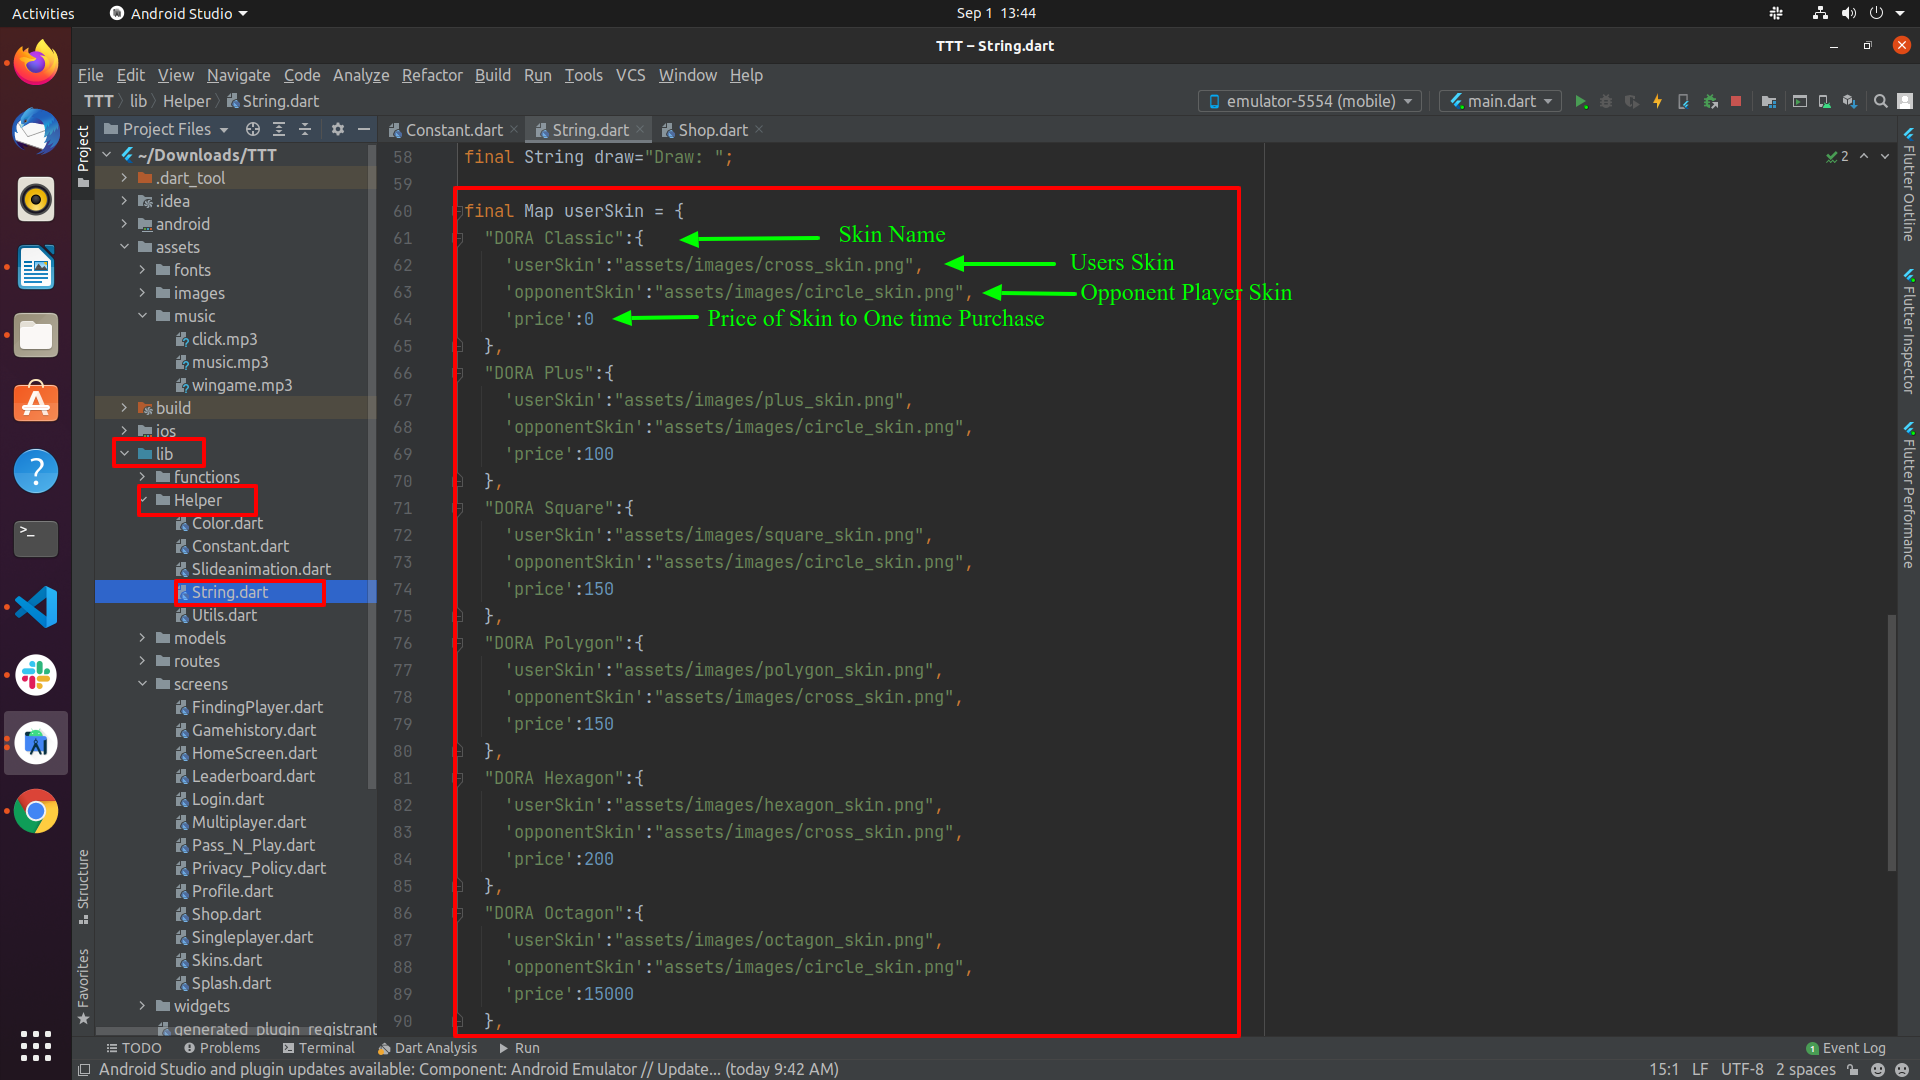 Activities
Android Studio
Sep 1 13:44
TTT – String.dart
File Edit View Navigate Code Analyze Refactor Build Run Tools VCS Window Help
TTT lib Helper String.dart
emulator-5554 (mobile)
main.dart
Project Files
Constant.dart
String.dart
Shop.dart
Project
Structure
Favorites
~/Downloads/TTT
.dart_tool
.idea
android
assets
fonts
images
music
click.mp3
music.mp3
wingame.mp3
build
ios
lib
functions
Helper
Color.dart
Constant.dart
Slideanimation.dart
String.dart
Utils.dart
models
routes
screens
FindingPlayer.dart
Gamehistory.dart
HomeScreen.dart
Leaderboard.dart
Login.dart
Multiplayer.dart
Pass_N_Play.dart
Privacy_Policy.dart
Profile.dart
Shop.dart
Singleplayer.dart
Skins.dart
Splash.dart
widgets
generated_plugin_registrant
58 final String draw="Draw: ";
59
60 final Map userSkin = {
61 "DORA Classic":{
Skin Name
62 'userSkin':"assets/images/cross_skin.png",
Users Skin
63 'opponentSkin':"assets/images/circle_skin.png",
Opponent Player Skin
64 'price':0
Price of Skin to One time Purchase
65 },
66 "DORA Plus":{
67 'userSkin':"assets/images/plus_skin.png",
68 'opponentSkin':"assets/images/circle_skin.png",
69 'price':100
70 },
71 "DORA Square":{
72 'userSkin':"assets/images/square_skin.png",
73 'opponentSkin':"assets/images/circle_skin.png",
74 'price':150
75 },
76 "DORA Polygon":{
77 'userSkin':"assets/images/polygon_skin.png",
78 'opponentSkin':"assets/images/cross_skin.png",
79 'price':150
80 },
81 "DORA Hexagon":{
82 'userSkin':"assets/images/hexagon_skin.png",
83 'opponentSkin':"assets/images/cross_skin.png",
84 'price':200
85 },
86 "DORA Octagon":{
87 'userSkin':"assets/images/octagon_skin.png",
88 'opponentSkin':"assets/images/circle_skin.png",
89 'price':15000
90 },
2
Flutter Outline
Flutter Inspector
Flutter Performance
TODO Problems Terminal Dart Analysis Run
1 Event Log
Android Studio and plugin updates available: Component: Android Emulator // Update... (today 9:42 AM)
15:1 LF UTF-8 2 spaces